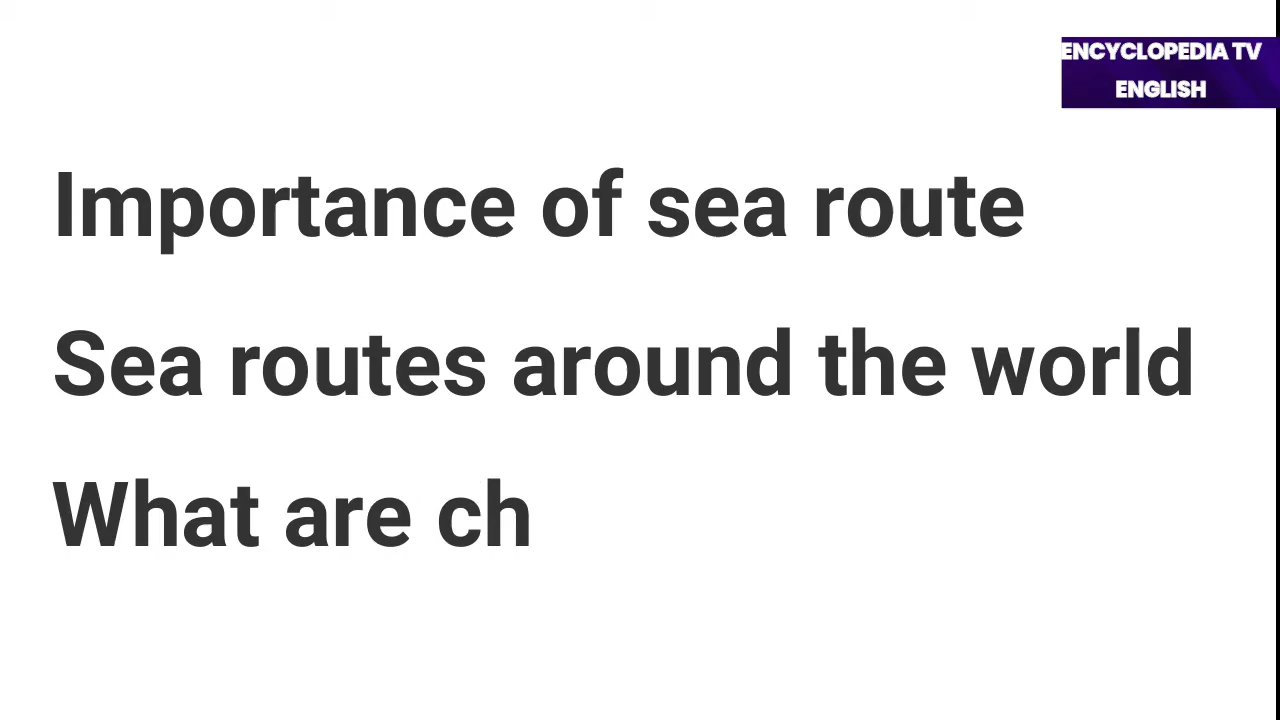 ENCYCLOPEDIA TV
ENGLISH
Importance of sea route
Sea routes around the world
What are ch